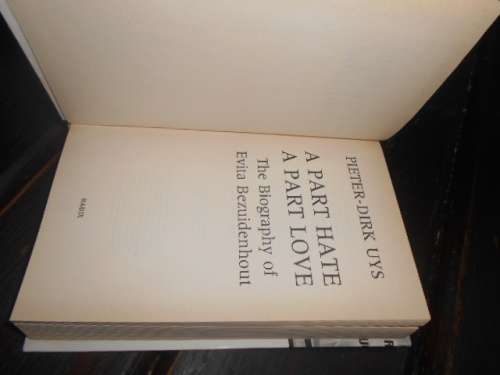 PIETER-DIRK UYS
A PART HATE
A PART LOVE
The Biography of
Evita Bezuidenhout
RADIX